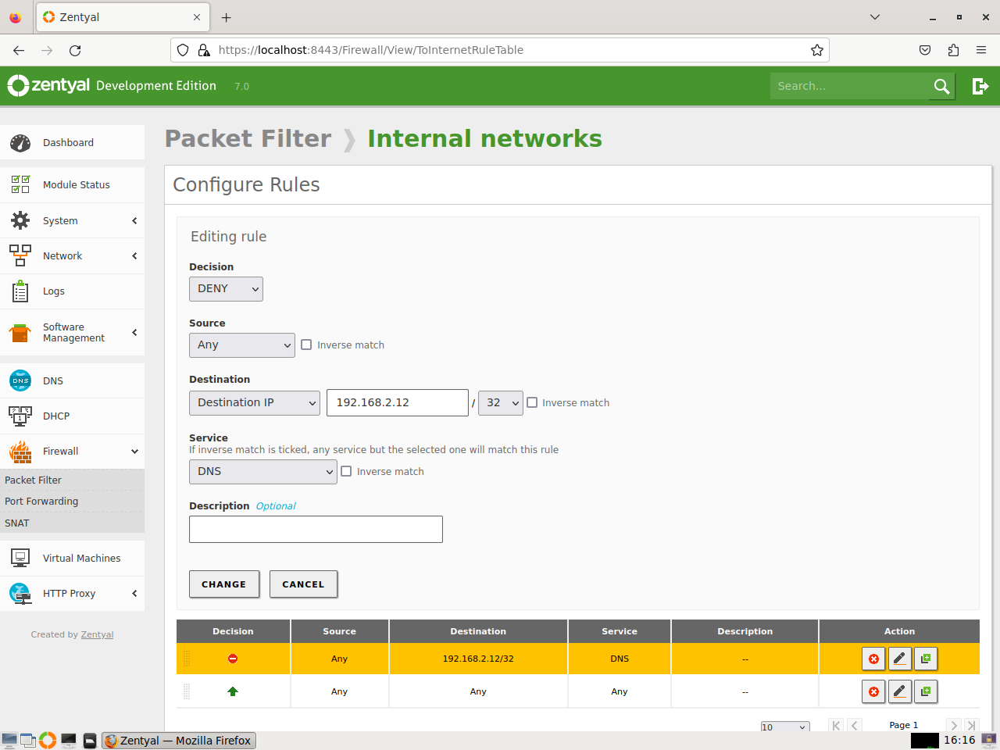 Zentyal
https://localhost:8443/Firewall/View/ToInternetRuleTable
zentyal Development Edition 7.0
Search...
Dashboard
Module Status
System
Network
Logs
Software
Management
DNS
DNS
DHCP
Firewall
Packet Filter
Port Forwarding
SNAT
Virtual Machines
HTTP Proxy
Created by Zentyal
Packet Filter ❯ Internal networks
Configure Rules
Editing rule
Decision
DENY
Source
Any Inverse match
Destination
Destination IP 192.168.2.12 / 32 Inverse match
Service
If inverse match is ticked, any service but the selected one will match this rule
DNS Inverse match
Description Optional
CHANGE CANCEL
Decision Source Destination Service Description Action
Any 192.168.2.12/32 DNS --
Any Any Any --
10 Page 1
Zentyal — Mozilla Firefox 16:16